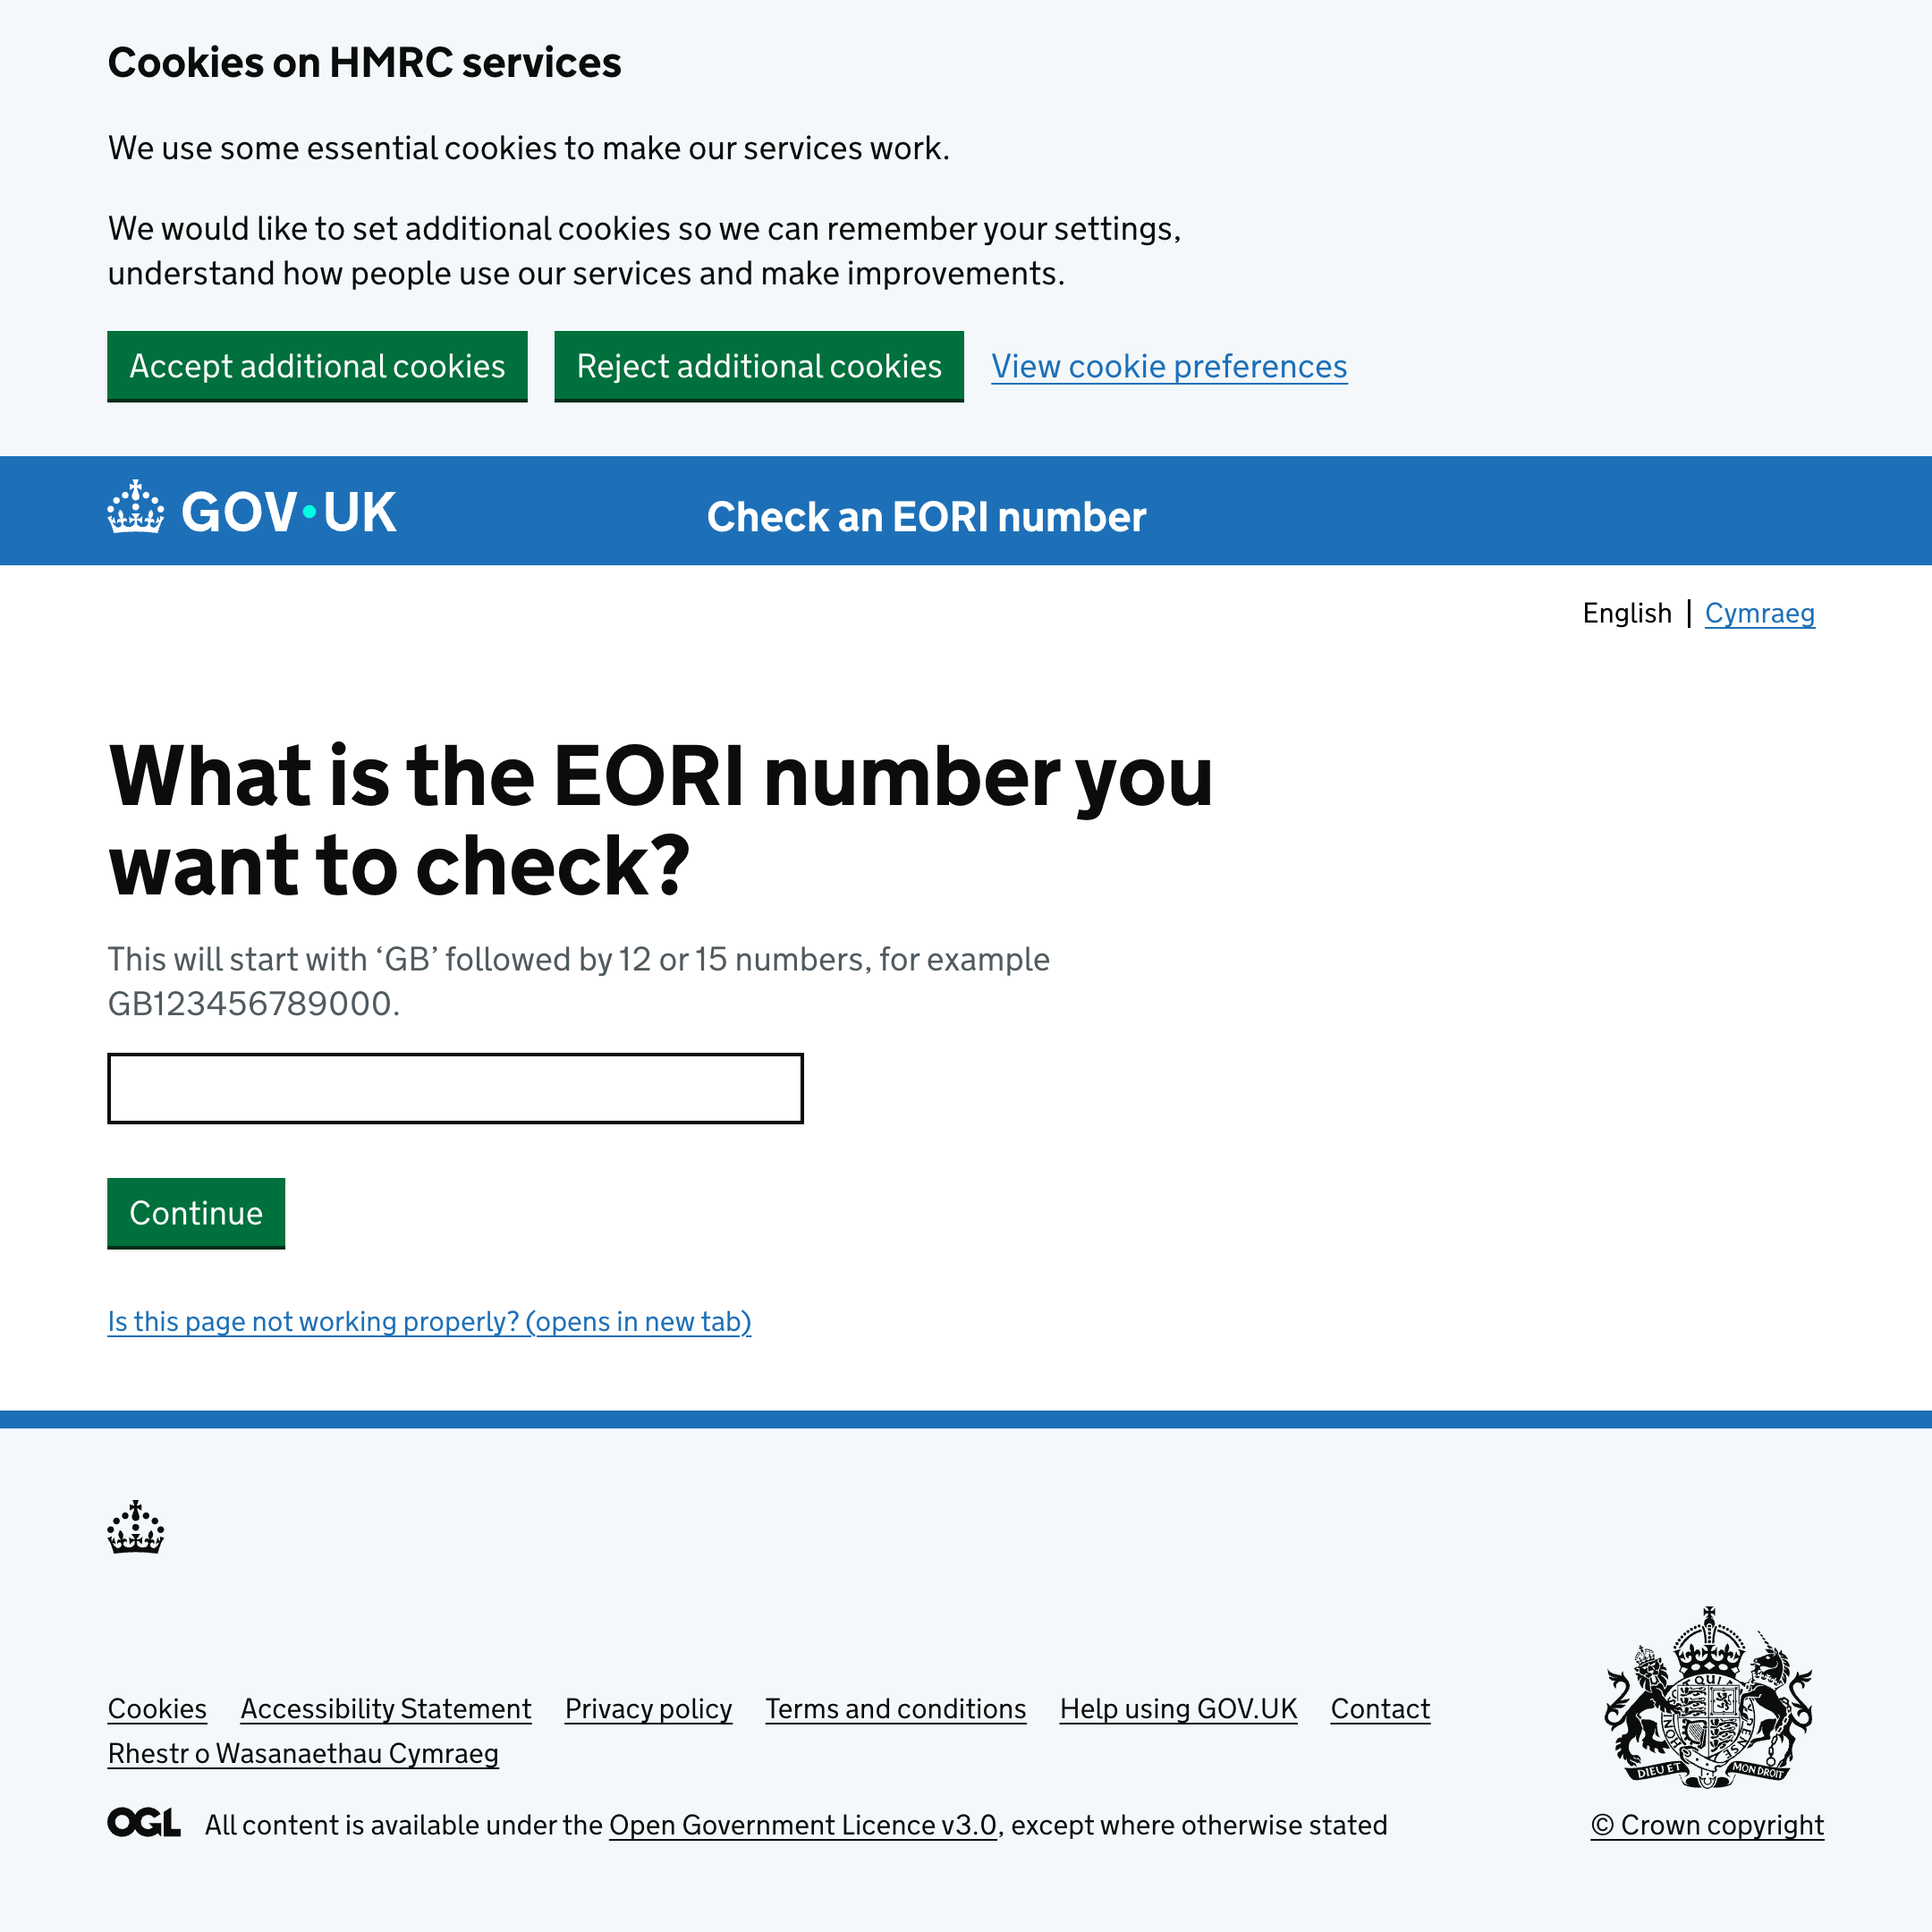 Cookies on HMRC services
We use some essential cookies to make our services work.
We would like to set additional cookies so we can remember your settings,
understand how people use our services and make improvements.
Accept additional cookies Reject additional cookies View cookie preferences
GOV·UK Check an EORI number
English | Cymraeg
What is the EORI number you
want to check?
This will start with ‘GB’ followed by 12 or 15 numbers, for example
GB123456789000.
Continue
Is this page not working properly? (opens in new tab)
Cookies Accessibility Statement Privacy policy Terms and conditions Help using GOV.UK Contact
Rhestr o Wasanaethau Cymraeg
QUI
HONI
PENSE
DIEU ET MON DROIT
OGL All content is available under the Open Government Licence v3.0, except where otherwise stated
© Crown copyright